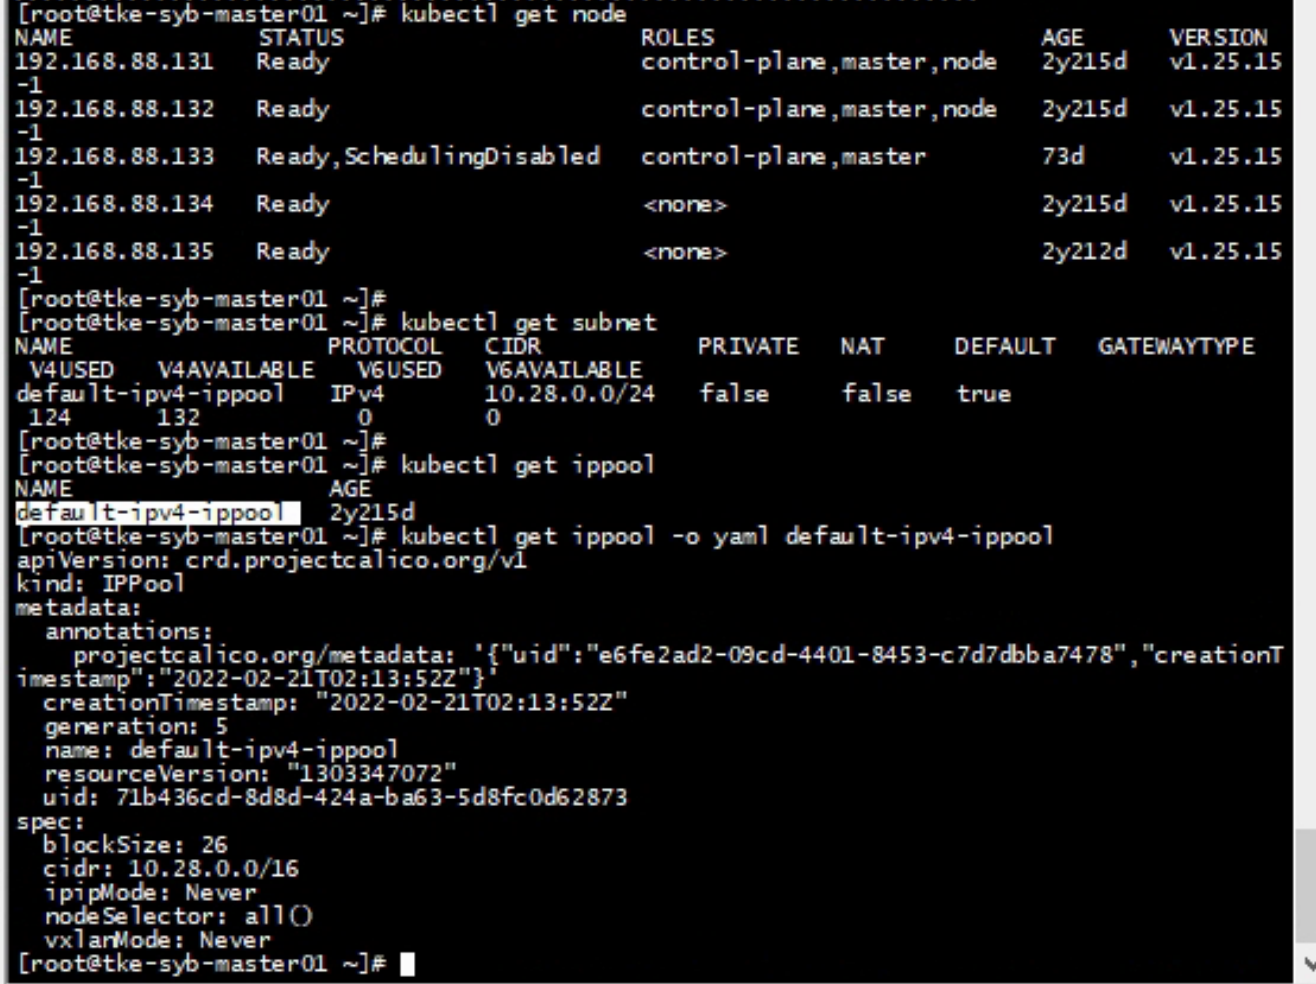 [root@tke-syb-master01 ~]# kubectl get node
NAME STATUS ROLES AGE VERSION
192.168.88.131 Ready control-plane,master,node 2y215d v1.25.15
-1
192.168.88.132 Ready control-plane,master,node 2y215d v1.25.15
-1
192.168.88.133 Ready,SchedulingDisabled control-plane,master 73d v1.25.15
-1
192.168.88.134 Ready <none> 2y215d v1.25.15
-1
192.168.88.135 Ready <none> 2y212d v1.25.15
-1
[root@tke-syb-master01 ~]#
[root@tke-syb-master01 ~]# kubectl get subnet
NAME PROTOCOL CIDR PRIVATE NAT DEFAULT GATEWAYTYPE
V4USED V4AVAILABLE V6USED V6AVAILABLE
default-ipv4-ippool IPv4 10.28.0.0/24 false false true
124 132 0 0
[root@tke-syb-master01 ~]#
[root@tke-syb-master01 ~]# kubectl get ippool
NAME AGE
default-ipv4-ippool 2y215d
[root@tke-syb-master01 ~]# kubectl get ippool -o yaml default-ipv4-ippool
apiVersion: crd.projectcalico.org/v1
kind: IPPool
metadata:
  annotations:
    projectcalico.org/metadata: '{"uid":"e6fe2ad2-09cd-4401-8453-c7d7dbba7478","creationT
imestamp":"2022-02-21T02:13:52Z"}'
  creationTimestamp: "2022-02-21T02:13:52Z"
  generation: 5
  name: default-ipv4-ippool
  resourceVersion: "1303347072"
  uid: 71b436cd-8d8d-424a-ba63-5d8fc0d62873
spec:
  blockSize: 26
  cidr: 10.28.0.0/16
  ipipMode: Never
  nodeSelector: all()
  vxlanMode: Never
[root@tke-syb-master01 ~]#